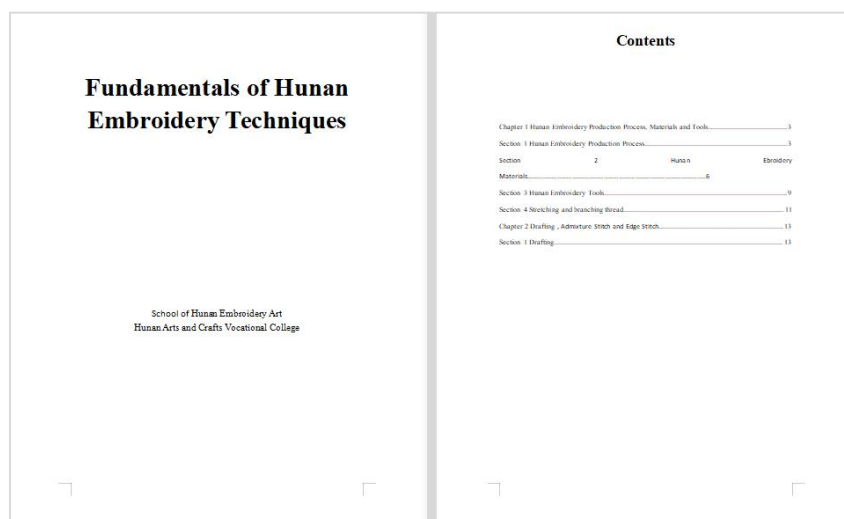 Fundamentals of Hunan
Embroidery Techniques
School of Hunan Embroidery Art
Hunan Arts and Crafts Vocational College
Contents
Chapter 1 Hunan Embroidery Production Process, Materials and Tools........3
Section 1 Hunan Embroidery Production Process........3
Section 2 Hunan Ebroidery
Materials........6
Section 3 Hunan Embroidery Tools........9
Section 4 Stretching and branching thread........11
Chapter 2 Drafting , Admixture Stitch and Edge Stitch........13
Section 1 Drafting........13